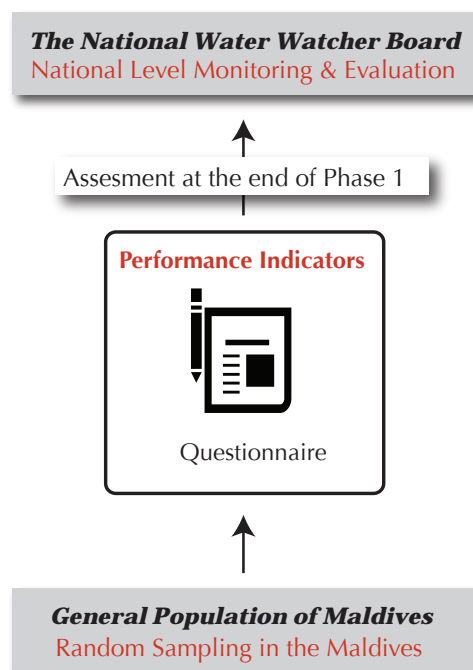 The National Water Watcher Board
National Level Monitoring & Evaluation
Assesment at the end of Phase 1
Performance Indicators
Questionnaire
General Population of Maldives
Random Sampling in the Maldives